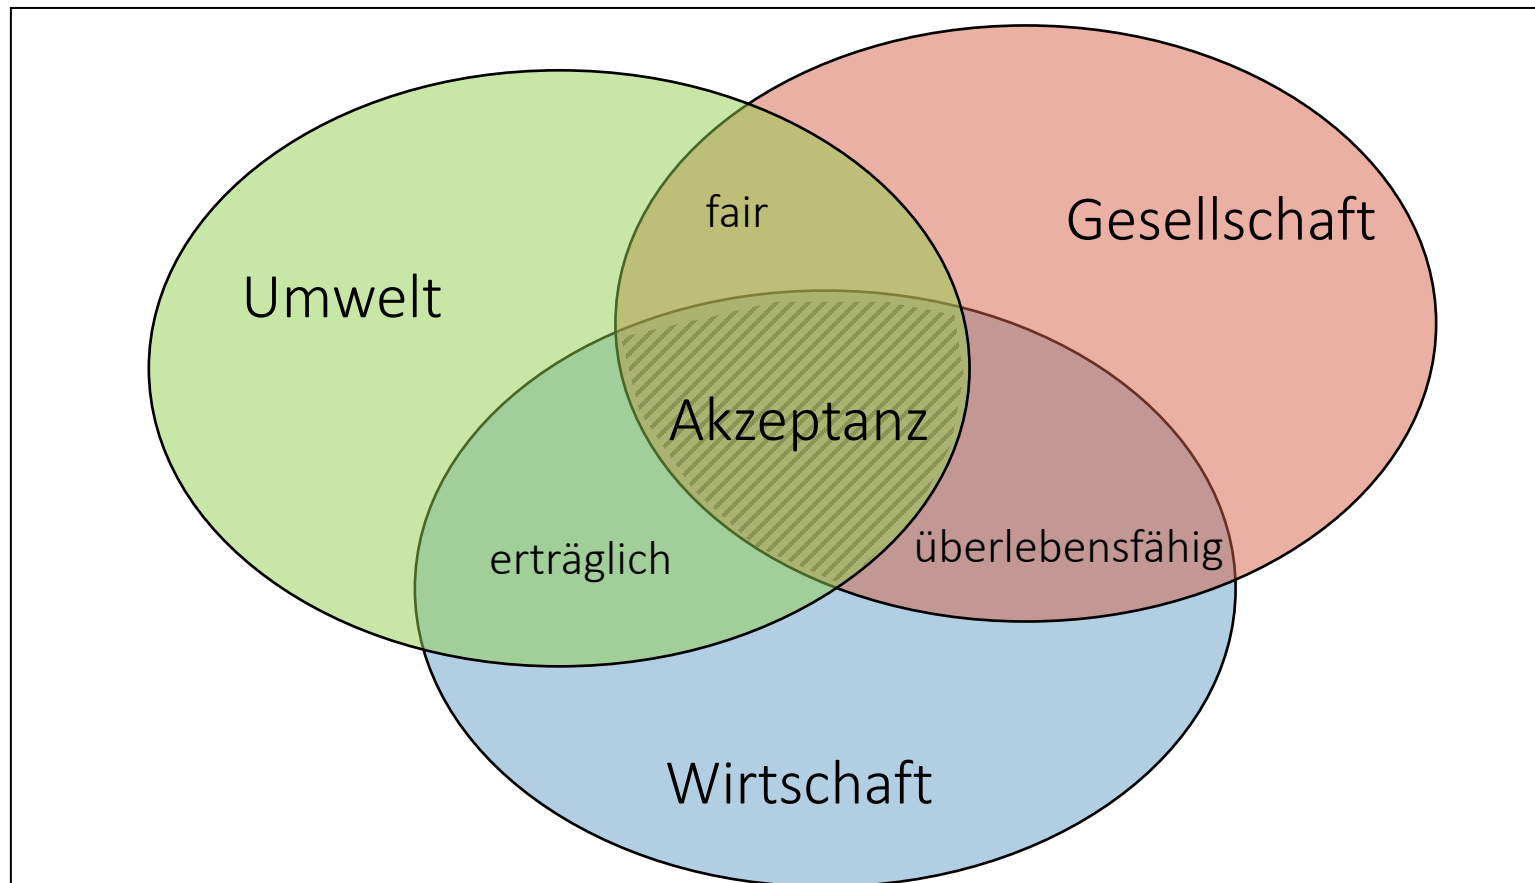 fair
Gesellschaft
Umwelt
Akzeptanz
erträglich
überlebensfähig
Wirtschaft